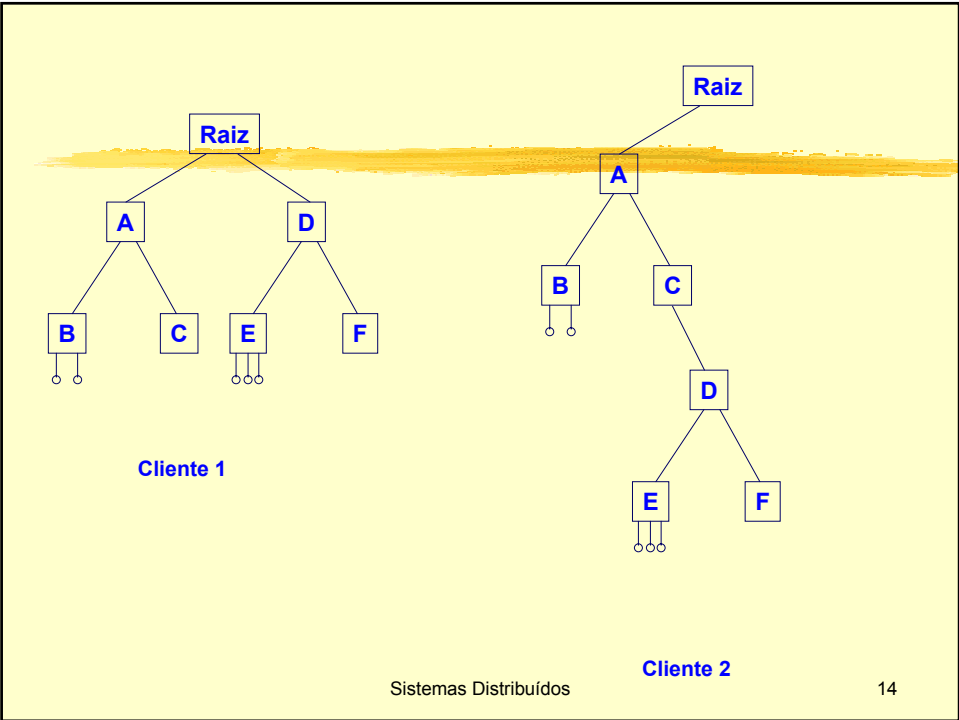 Raiz
A D
B C E F
Cliente 1
Raiz
A
B C
D
E F
Cliente 2
Sistemas Distribuídos 14